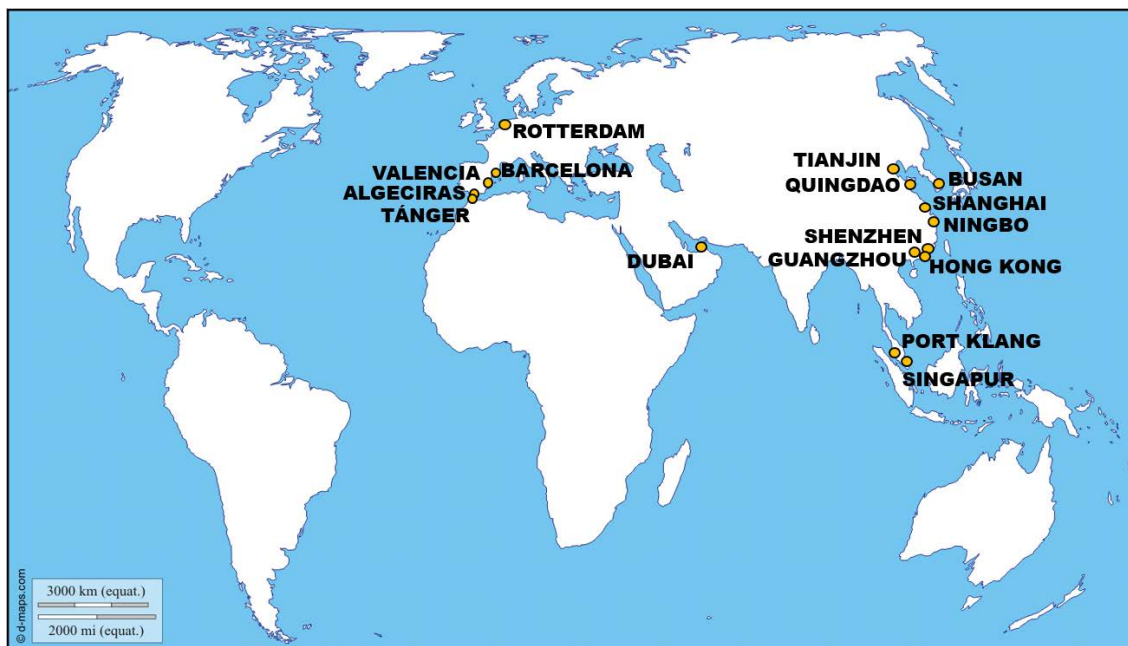 ROTTERDAM
BARCELONA
VALENCIA
ALGECIRAS
TÁNGER
TIANJIN
QUINGDAO
BUSAN
SHANGHAI
NINGBO
SHENZHEN
GUANGZHOU
HONG KONG
DUBAI
PORT KLANG
SINGAPUR
3000 km (equat.)
2000 mi (equat.)
© d-maps.com